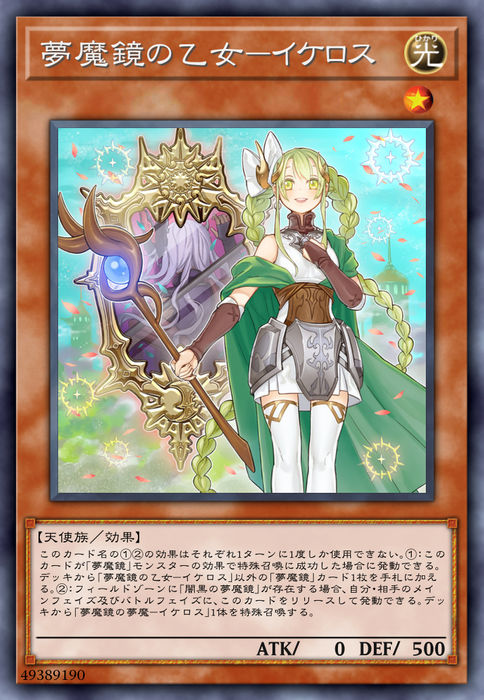 夢魔鏡の乙女－イケロス
ひかり
光
【天使族／効果】
このカード名の①②の効果はそれぞれ1ターンに1度しか使用できない。①：この
カードが「夢魔鏡」モンスターの効果で特殊召喚に成功した場合に発動できる。
デッキから「夢魔鏡の乙女－イケロス」以外の「夢魔鏡」カード1枚を手札に加え
る。②：フィールドゾーンに「闇黒の夢魔鏡」が存在する場合、自分・相手のメイ
ンフェイズ及びバトルフェイズに、このカードをリリースして発動できる。デッ
キから「夢魔鏡の夢魔－イケロス」1体を特殊召喚する。
ATK/ 0 DEF/ 500
49389190